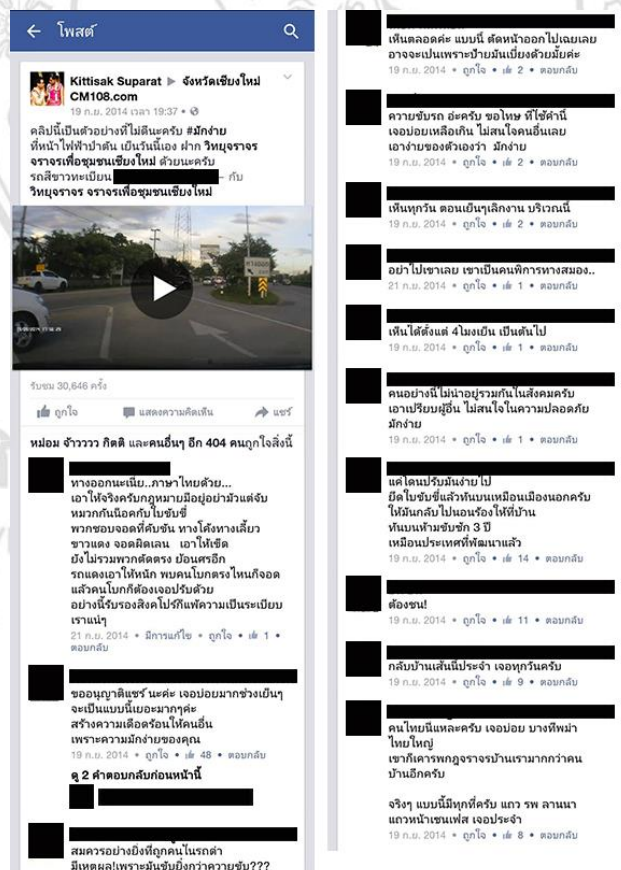 โพสต์
Kittisak Suparat ▶ จังหวัดเชียงใหม่
CM108.com
19 ก.ย. 2014 เวลา 19:37 •
คลิปนี้เป็นตัวอย่างที่ไม่ดีนะครับ #มักง่าย
ที่หน้าไฟฟ้าป่าตัน เย็นวันนี้เอง ฝาก วิทยุจราจร
จราจรเพื่อชุมชนเชียงใหม่ ด้วยนะครับ
รถสีขาวทะเบียน - กับ
วิทยุจราจร จราจรเพื่อชุมชนเชียงใหม่
รับชม 30,646 ครั้ง
ถูกใจ แสดงความคิดเห็น แชร์
หม่อม จ้าวววว กิตติ และคนอื่นๆ อีก 404 คนถูกใจสิ่งนี้
ทางออกนะเนี่ย..ภาษาไทยด้วย...
เอาให้จริงครับกฎหมายมีอยู่อย่ามัวแต่จับ
หมวกกันน็อคกับใบขับขี่
พวกชอบจอดที่คับขัน ทางโค้งทางเลี้ยว
ขาวแดง จอดผิดเลน เอาให้เข็ด
ยังไม่รวมพวกตัดตรง ย้อนศรอีก
รถแดงเอาให้หนัก พบคนโบกตรงไหนก็จอด
แล้วคนโบกก็ต้องเจอปรับด้วย
อย่างนี้รับรองสิงคโปร์ก็แพ้ความเป็นระเบียบ
เราแน่ๆ
21 ก.ย. 2014 • มีการแก้ไข • ถูกใจ • 1 •
ตอบกลับ
ขออนุญาติแชร์ นะค่ะ เจอบ่อยมากช่วงเย็นๆ
จะเป็นแบบนี้เยอะมากๆค่ะ
สร้างความเดือดร้อนให้คนอื่น
เพราะความมักง่ายของคุณ
19 ก.ย. 2014 • ถูกใจ • 48 • ตอบกลับ
ดู 2 คำตอบกลับก่อนหน้านี้
สมควรอย่างยิ่งที่ถูกคนในรถด่า
มีเหตุผล!เพราะมันขับยิ่งกว่าควายขับ???
เห็นตลอดค่ะ แบบนี้ ตัดหน้าออกไปเฉยเลย
อาจจะเปนเพราะป้ายมันเบี่ยงด้วยมั้ยค่ะ
19 ก.ย. 2014 • ถูกใจ • 2 • ตอบกลับ
ควายขับรถ อ่ะครับ ขอโทษ ที่ใช้คำนี้
เจอบ่อยเหลือเกิน ไม่สนใจคนอื่นเลย
เอาง่ายของตัวเองว่า มักง่าย
19 ก.ย. 2014 • ถูกใจ • 2 • ตอบกลับ
เห็นทุกวัน ตอนเย็นๆเลิกงาน บริเวณนี้
19 ก.ย. 2014 • ถูกใจ • 2 • ตอบกลับ
อย่าไปเขาเลย เขาเป็นคนพิการทางสมอง..
21 ก.ย. 2014 • ถูกใจ • 1 • ตอบกลับ
เห็นได้ตั้งแต่ 4โมงเย็น เป็นต้นไป
19 ก.ย. 2014 • ถูกใจ • 1 • ตอบกลับ
คนอย่างนี้ไม่น่าอยู่รวมกันในสังคมครับ
เอาเปรียบผู้อื่น ไม่สนใจในความปลอดภัย
มักง่าย
19 ก.ย. 2014 • ถูกใจ • 1 • ตอบกลับ
แค่โดนปรับมันง่ายไป
ยึดใบขับขี่แล้วทันบนเหมือนเมืองนอกครับ
ให้มันกลับไปนอนร้องไห้ที่บ้าน
ทันบนห้ามขับซัก 3 ปี
เหมือนประเทศที่พัฒนาแล้ว
19 ก.ย. 2014 • ถูกใจ • 14 • ตอบกลับ
ต้องชน!
19 ก.ย. 2014 • ถูกใจ • 11 • ตอบกลับ
กลับบ้านเส้นนี้ประจำ เจอทุกวันครับ
19 ก.ย. 2014 • ถูกใจ • 9 • ตอบกลับ
คนไทยนี่แหละครับ เจอบ่อย บางทีพม่า
ไทยใหญ่
เขาก็เคารพกฎจราจรบ้านเรามากกว่าคน
บ้านอีกครับ
จริงๆ แบบนี้มีทุกที่ครับ แถว รพ ลานนา
แถวหน้าเซนเฟส เจอประจำ
19 ก.ย. 2014 • ถูกใจ • 8 • ตอบกลับ